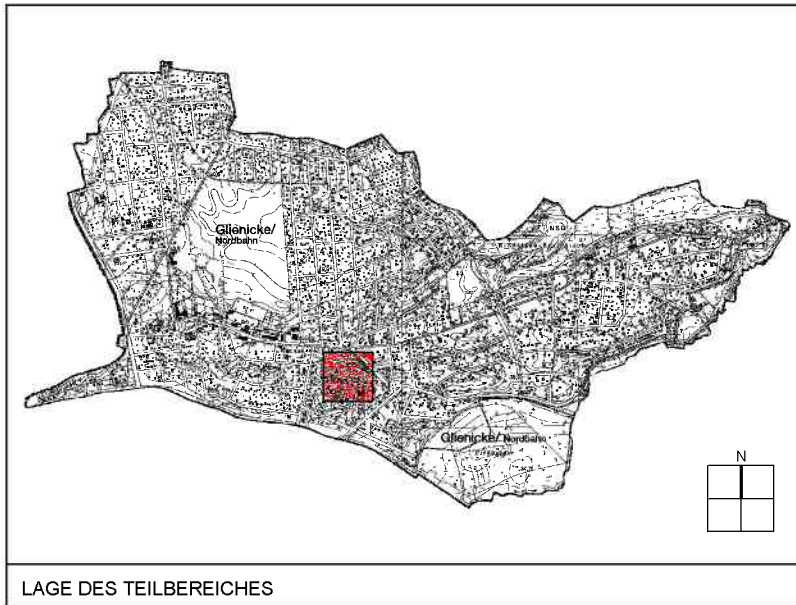 Glienicke/
Nordbahn
NSG
Glienicke/ Nordbahn
N
LAGE DES TEILBEREICHES